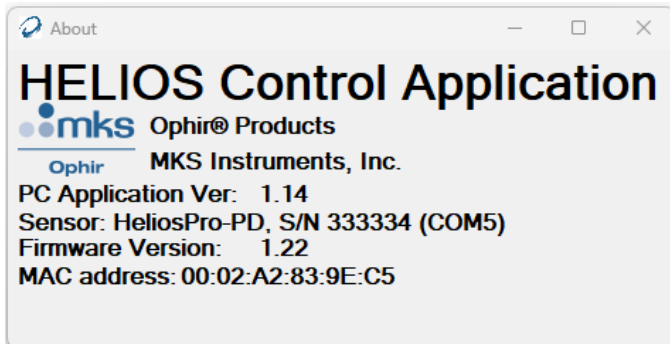 About
HELIOS Control Application
mks Ophir® Products
Ophir MKS Instruments, Inc.
PC Application Ver: 1.14
Sensor: HeliosPro-PD, S/N 333334 (COM5)
Firmware Version: 1.22
MAC address: 00:02:A2:83:9E:C5